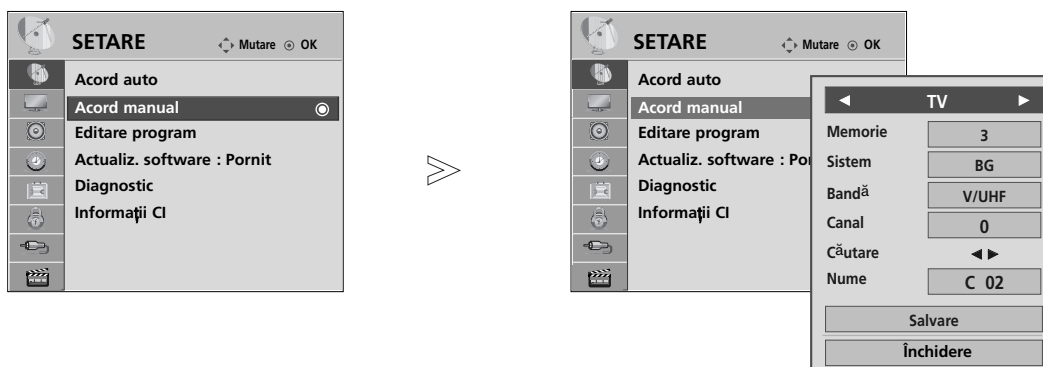 SETARE Mutare OK
Acord auto
Acord manual
Editare program
Actualiz. software : Pornit
Diagnostic
Informaţii CI
SETARE Mutare OK
Acord auto
Acord manual
Editare program
Actualiz. software : Por
Diagnostic
Informaţii CI
TV
Memorie 3
Sistem BG
Bandă V/UHF
Canal 0
Căutare
Nume C 02
Salvare
Închidere